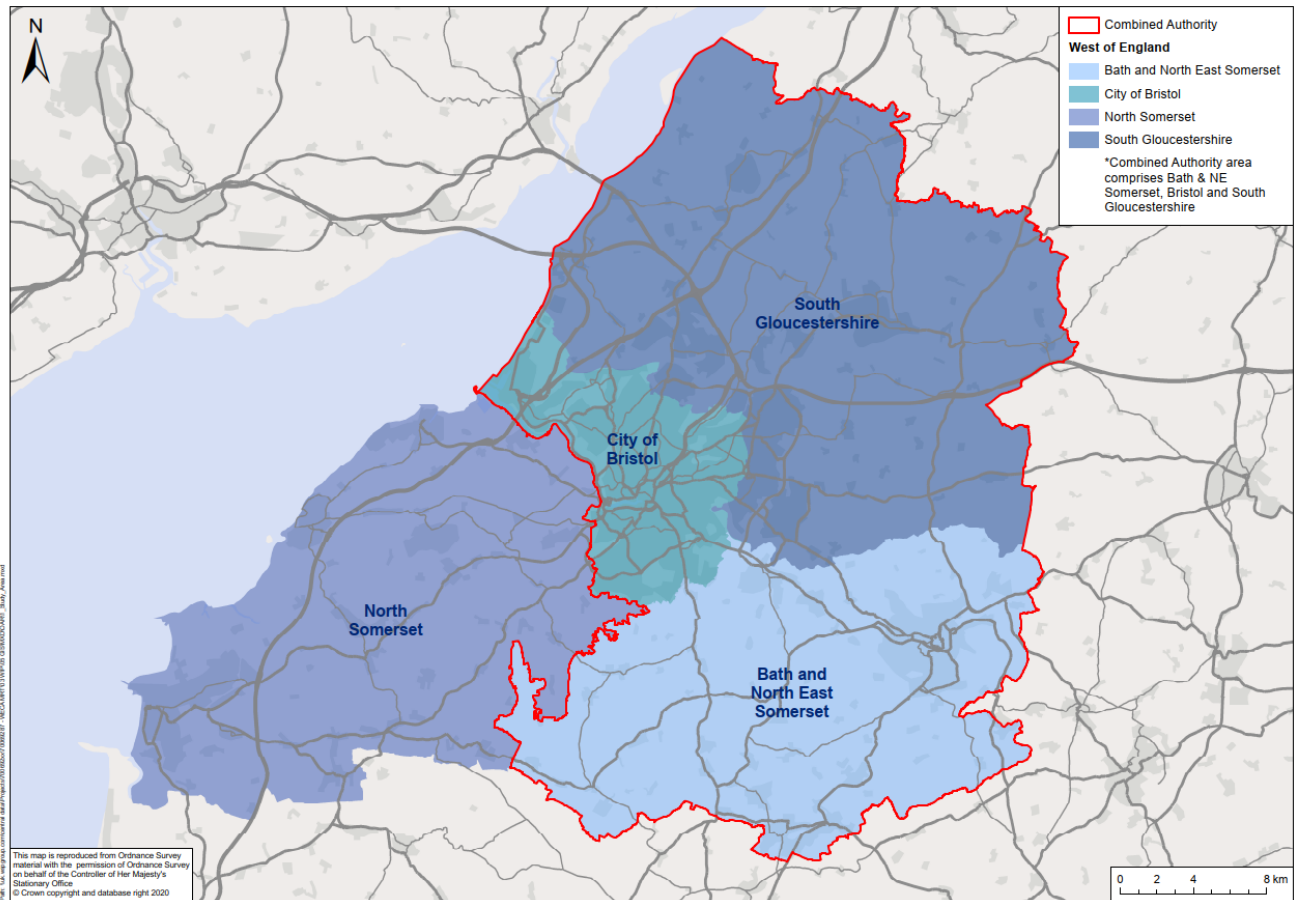 N
Combined Authority
West of England
Bath and North East Somerset
City of Bristol
North Somerset
South Gloucestershire
*Combined Authority area
comprises Bath & NE
Somerset, Bristol and South
Gloucestershire
South
Gloucestershire
City of
Bristol
North
Somerset
Bath and
North East
Somerset
This map is reproduced from Ordnance Survey
material with the permission of Ordnance Survey
on behalf of the Controller of Her Majesty's
Stationary Office
© Crown copyright and database right 2020
0 2 4 8 km